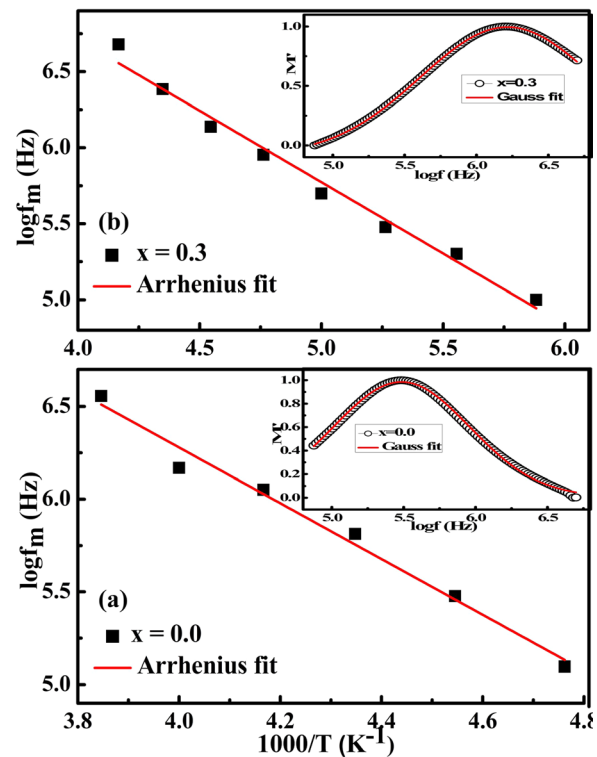 logf_m (Hz)
6.5
6.0
5.5
5.0
(b)
x = 0.3
Arrhenius fit
4.0 4.5 5.0 5.5 6.0
M'
1.0
0.5
0.0
x=0.3
Gauss fit
5.0 5.5 6.0 6.5
logf (Hz)
logf_m (Hz)
6.5
6.0
5.5
5.0
(a)
x = 0.0
Arrhenius fit
3.8 4.0 4.2 4.4 4.6 4.8
1000/T (K⁻¹)
M'
1.0
0.8
0.6
0.4
0.2
0.0
x=0.0
Gauss fit
5.0 5.5 6.0 6.5
logf (Hz)